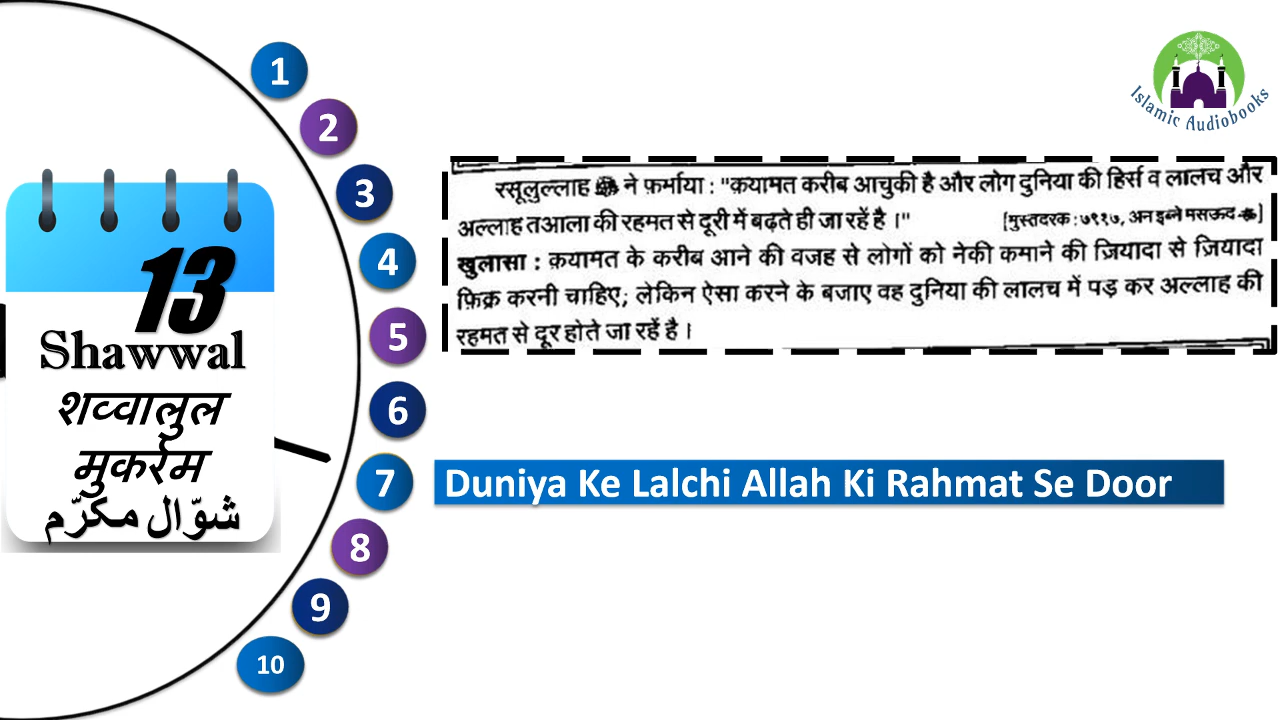 1
2
3
4
5
6
7
8
9
10
13
Shawwal
शव्वालुल
मुकर्रम
شوّال مکرّم
Islamic Audiobooks
रसूलुल्लाह ﷺ ने फ़र्माया : "क़यामत करीब आचुकी है और लोग दुनिया की हिर्स व लालच और
अल्लाह तआला की रहमत से दूरी में बढ़ते ही जा रहें है ।" [मुस्तदरक : ७९१७, अन इब्ने मसऊद]
खुलासा : क़यामत के करीब आने की वजह से लोगों को नेकी कमाने की ज़ियादा से ज़ियादा
फ़िक्र करनी चाहिए; लेकिन ऐसा करने के बजाए वह दुनिया की लालच में पड़ कर अल्लाह की
रहमत से दूर होते जा रहें है ।
Duniya Ke Lalchi Allah Ki Rahmat Se Door